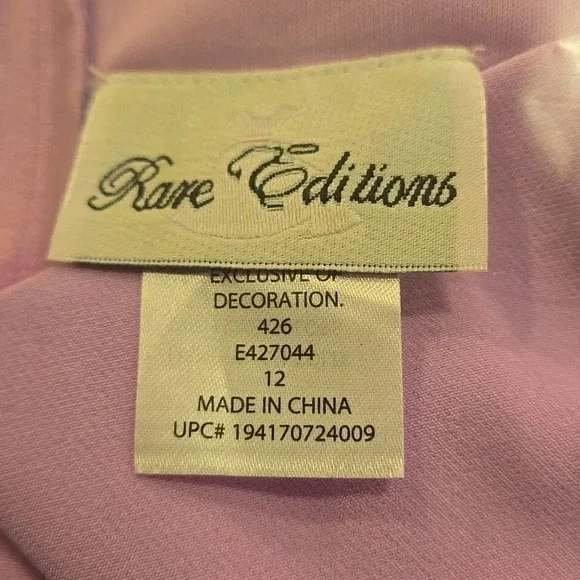 Rare Editions
EXCLUSIVE OF
DECORATION.
426
E427044
12
MADE IN CHINA
UPC# 194170724009